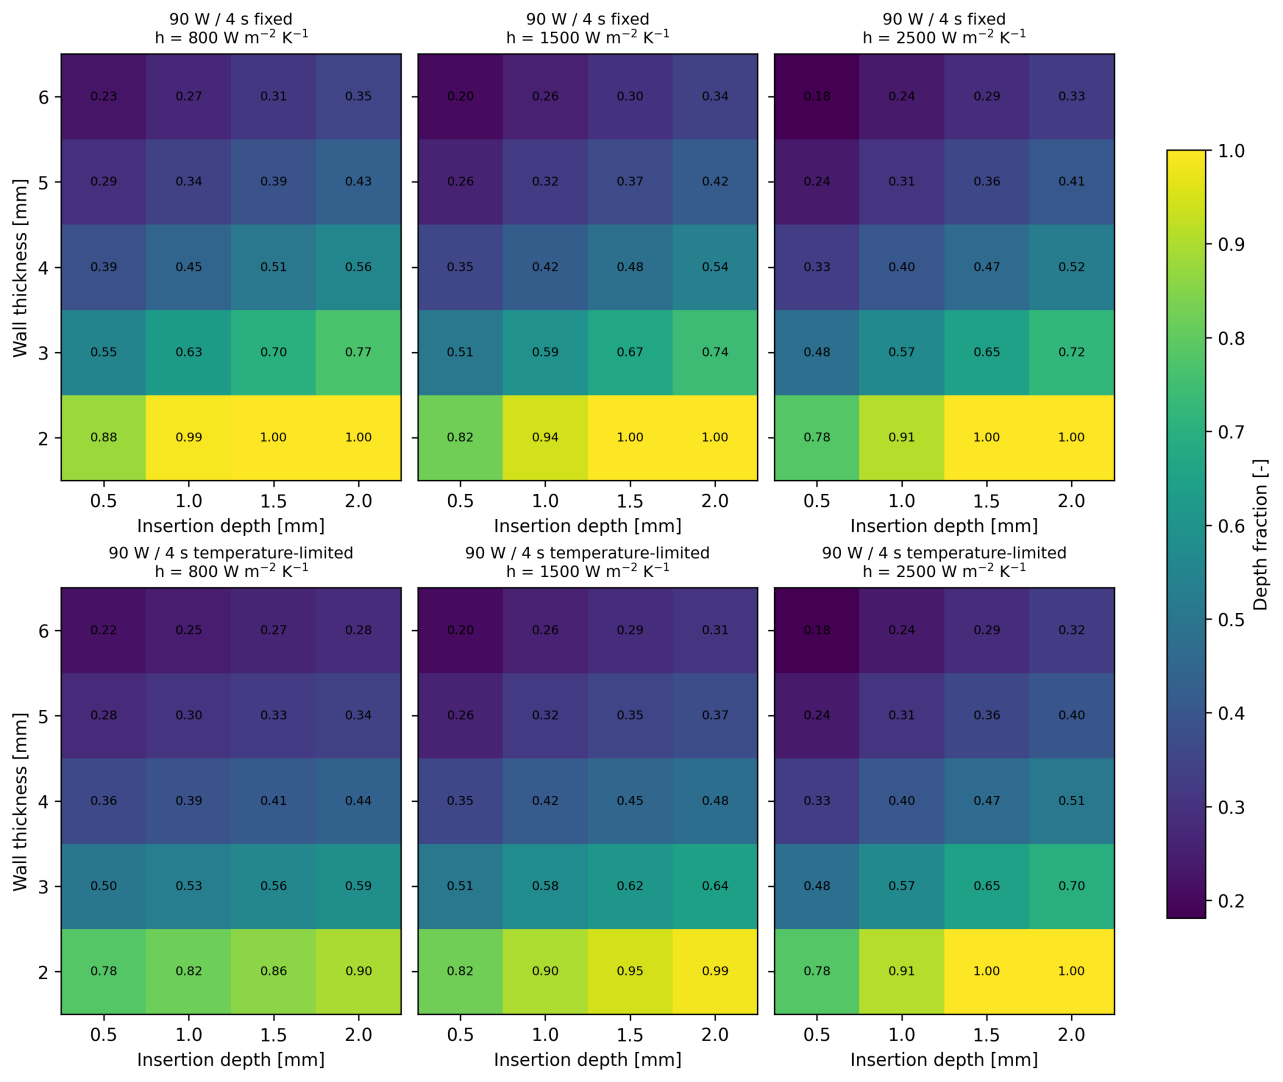 90 W / 4 s fixed
h = 800 W m⁻² K⁻¹
90 W / 4 s fixed
h = 1500 W m⁻² K⁻¹
90 W / 4 s fixed
h = 2500 W m⁻² K⁻¹
Wall thickness [mm]
6 0.23 0.27 0.31 0.35 0.20 0.26 0.30 0.34 0.18 0.24 0.29 0.33
5 0.29 0.34 0.39 0.43 0.26 0.32 0.37 0.42 0.24 0.31 0.36 0.41
4 0.39 0.45 0.51 0.56 0.35 0.42 0.48 0.54 0.33 0.40 0.47 0.52
3 0.55 0.63 0.70 0.77 0.51 0.59 0.67 0.74 0.48 0.57 0.65 0.72
2 0.88 0.99 1.00 1.00 0.82 0.94 1.00 1.00 0.78 0.91 1.00 1.00
0.5 1.0 1.5 2.0 0.5 1.0 1.5 2.0 0.5 1.0 1.5 2.0
Insertion depth [mm] Insertion depth [mm] Insertion depth [mm]
90 W / 4 s temperature-limited
h = 800 W m⁻² K⁻¹
90 W / 4 s temperature-limited
h = 1500 W m⁻² K⁻¹
90 W / 4 s temperature-limited
h = 2500 W m⁻² K⁻¹
Wall thickness [mm]
6 0.22 0.25 0.27 0.28 0.20 0.26 0.29 0.31 0.18 0.24 0.29 0.32
5 0.28 0.30 0.33 0.34 0.26 0.32 0.35 0.37 0.24 0.31 0.36 0.40
4 0.36 0.39 0.41 0.44 0.35 0.42 0.45 0.48 0.33 0.40 0.47 0.51
3 0.50 0.53 0.56 0.59 0.51 0.58 0.62 0.64 0.48 0.57 0.65 0.70
2 0.78 0.82 0.86 0.90 0.82 0.90 0.95 0.99 0.78 0.91 1.00 1.00
0.5 1.0 1.5 2.0 0.5 1.0 1.5 2.0 0.5 1.0 1.5 2.0
Insertion depth [mm] Insertion depth [mm] Insertion depth [mm]
1.0
0.9
0.8
0.7
0.6
0.5
0.4
0.3
0.2
Depth fraction [-]